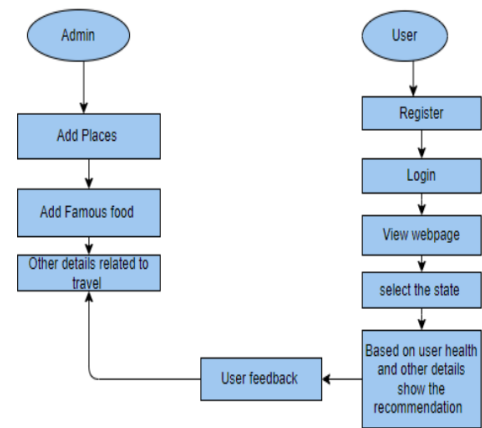 Admin
Add Places
Add Famous food
Other details related to
travel
User feedback
User
Register
Login
View webpage
select the state
Based on user health
and other details
show the
recommendation